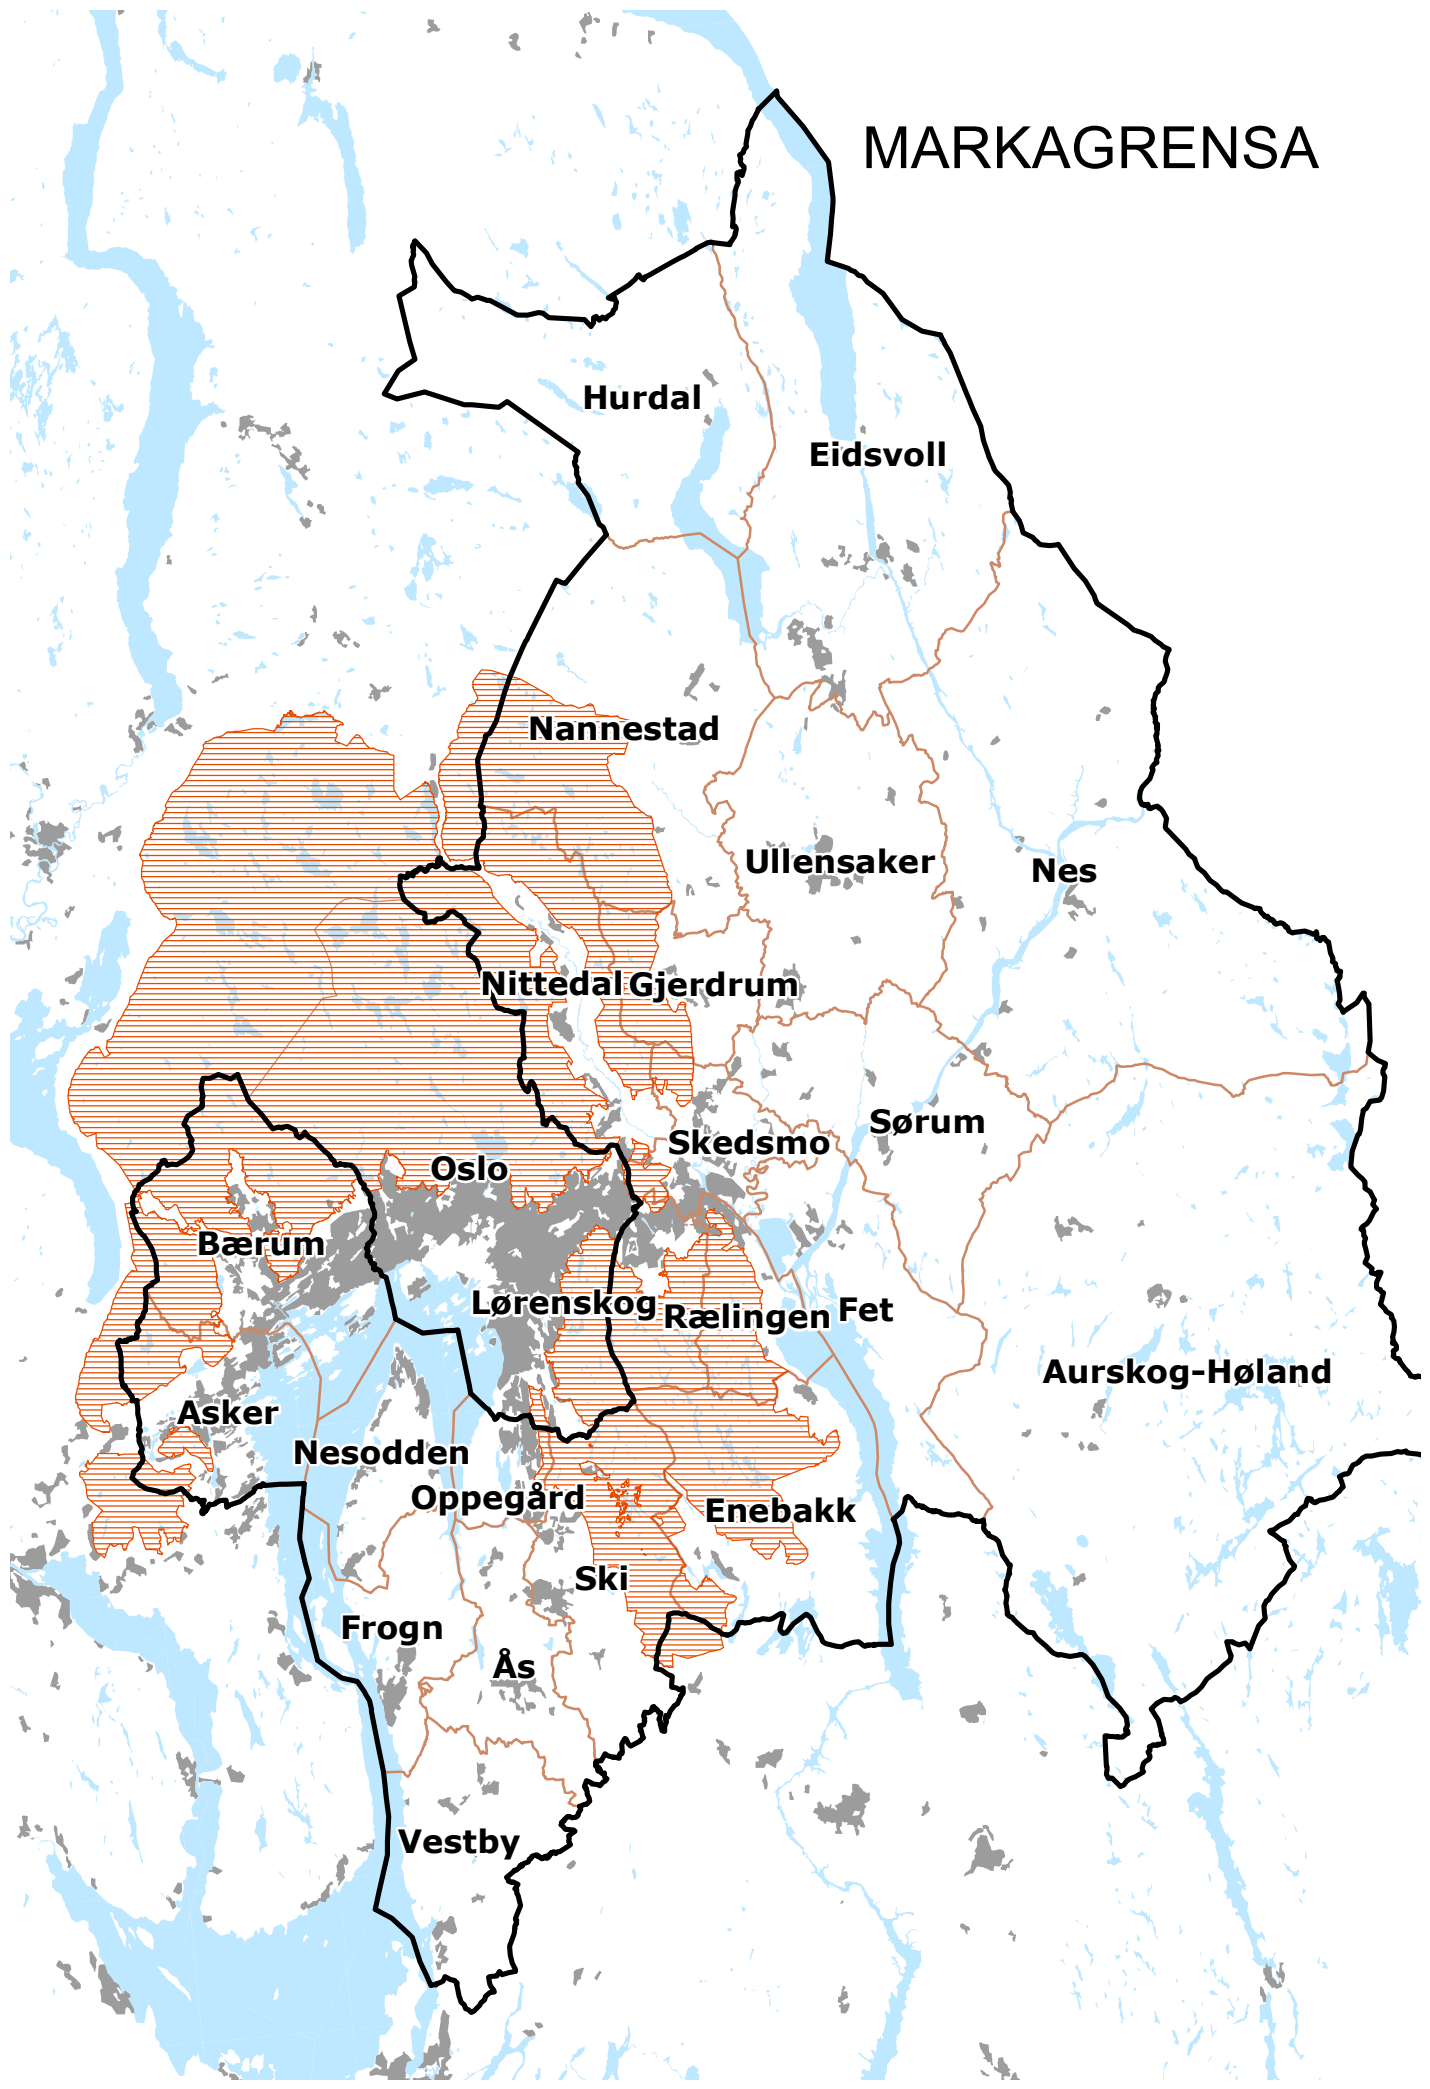 MARKAGRENSA
Hurdal
Eidsvoll
Nannestad
Ullensaker
Nes
Nittedal
Gjerdrum
Sørum
Skedsmo
Oslo
Bærum
Lørenskog
Rælingen
Fet
Aurskog-Høland
Asker
Nesodden
Oppegård
Enebakk
Ski
Frogn
Ås
Vestby